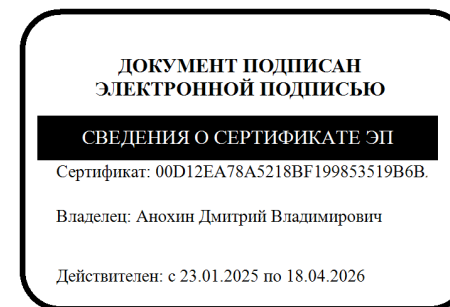 ДОКУМЕНТ ПОДПИСАН
ЭЛЕКТРОННОЙ ПОДПИСЬЮ
СВЕДЕНИЯ О СЕРТИФИКАТЕ ЭП
Сертификат: 00D12EA78A5218BF199853519B6B.
Владелец: Анохин Дмитрий Владимирович
Действителен: с 23.01.2025 по 18.04.2026